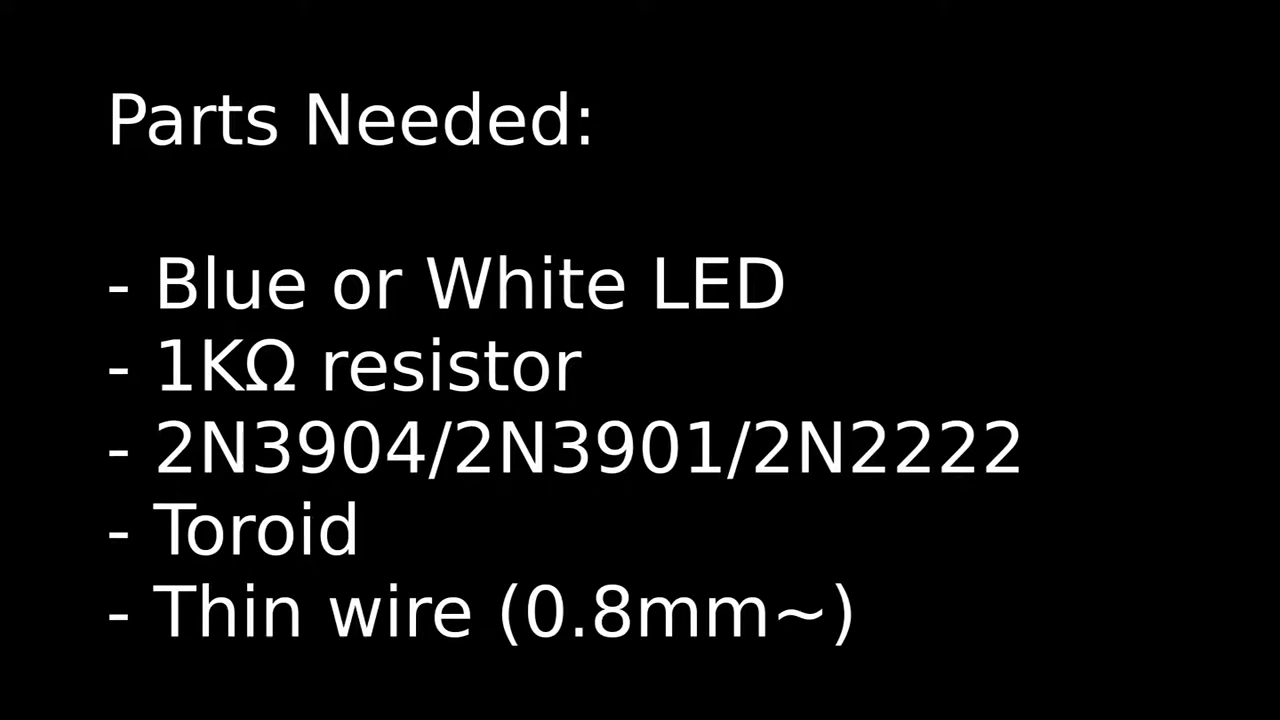 Parts Needed:
- Blue or White LED
- 1KΩ resistor
- 2N3904/2N3901/2N2222
- Toroid
- Thin wire (0.8mm~)